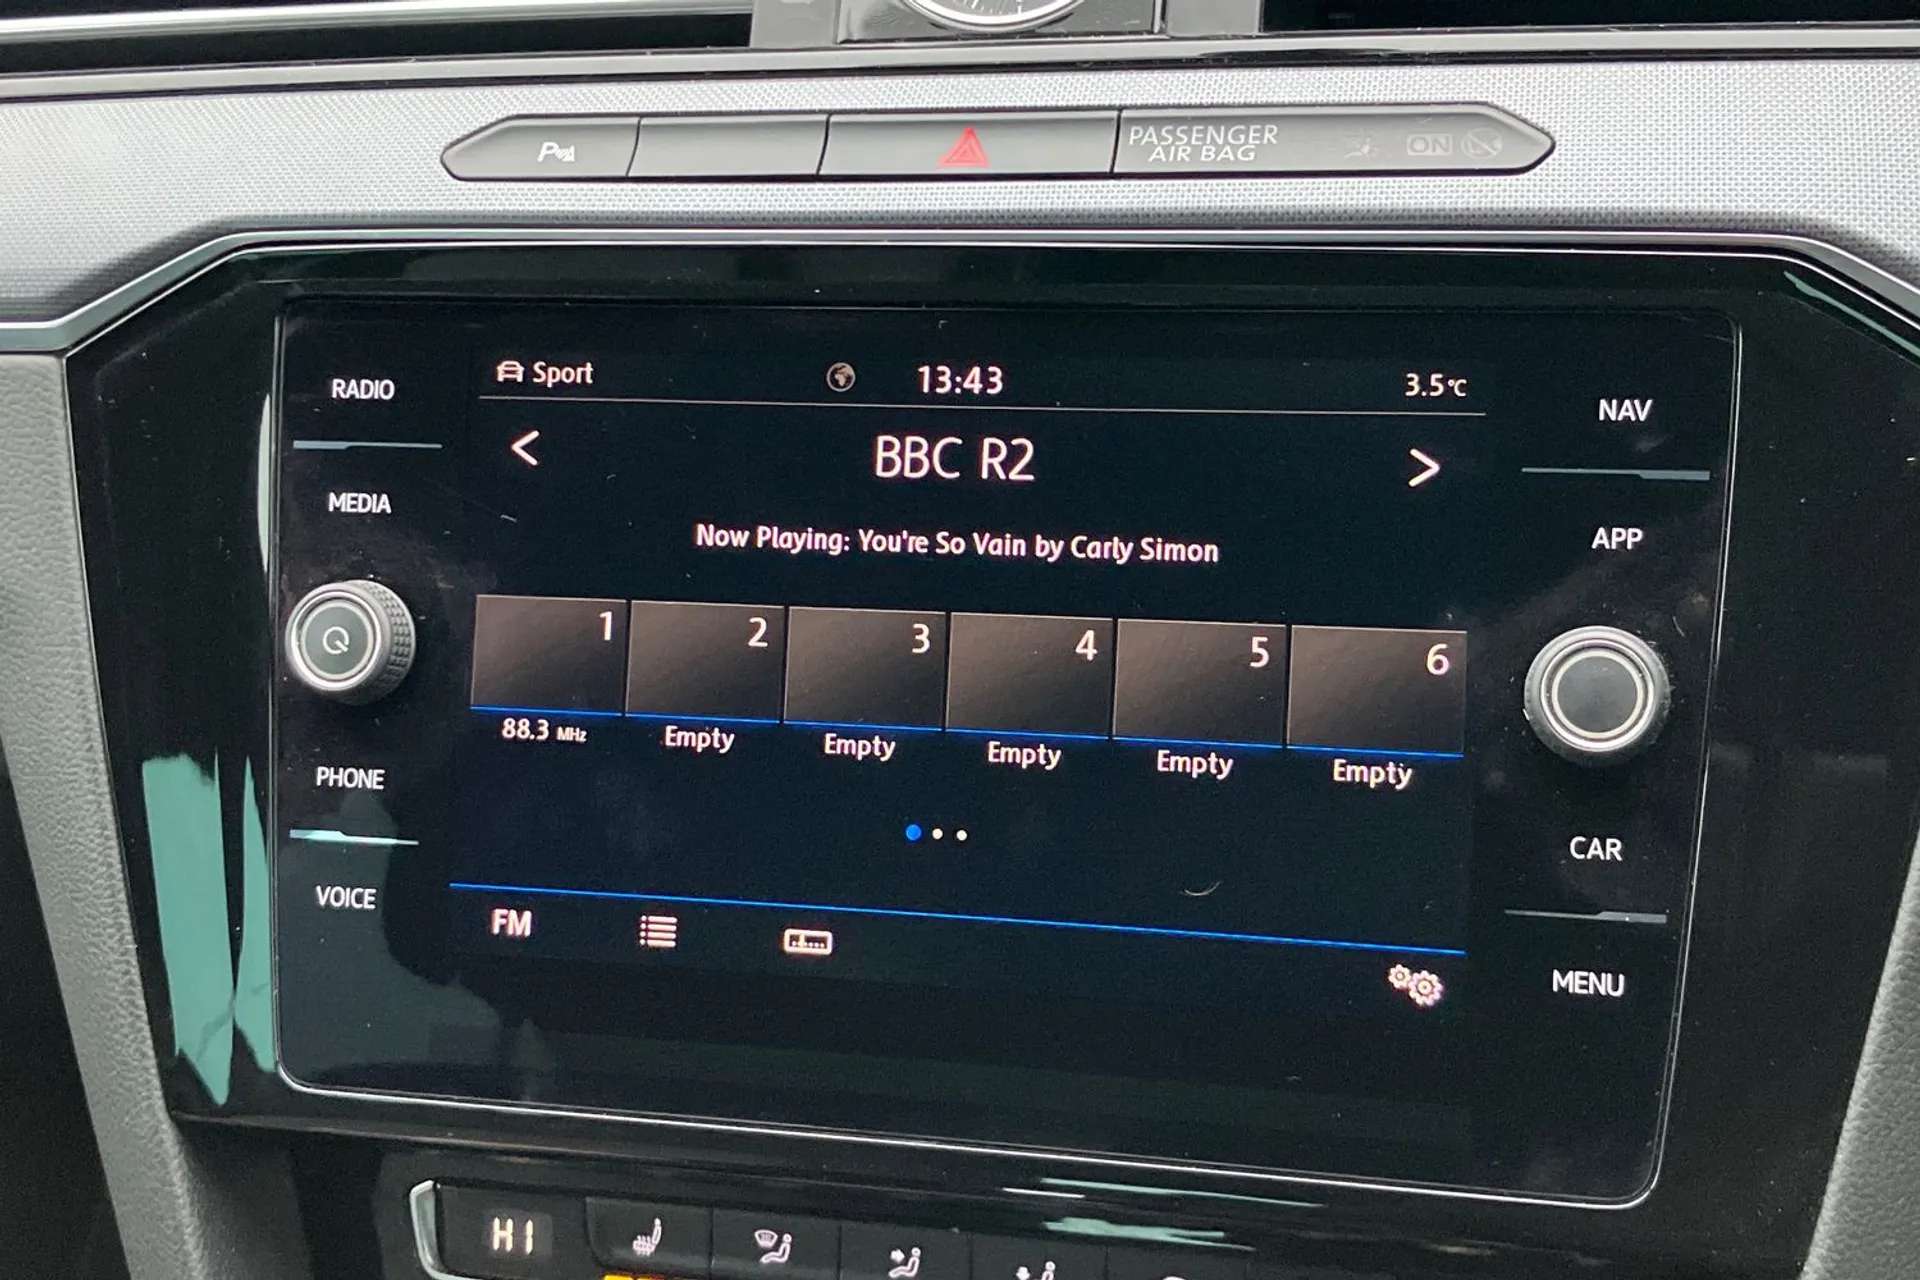 P
PASSENGER
AIR BAG
ON
RADIO
MEDIA
PHONE
VOICE
Sport
13:43
3.5°C
< BBC R2 >
Now Playing: You're So Vain by Carly Simon
1
2
3
4
5
6
88.3 MHz
Empty
Empty
Empty
Empty
Empty
FM
NAV
APP
CAR
MENU
HI